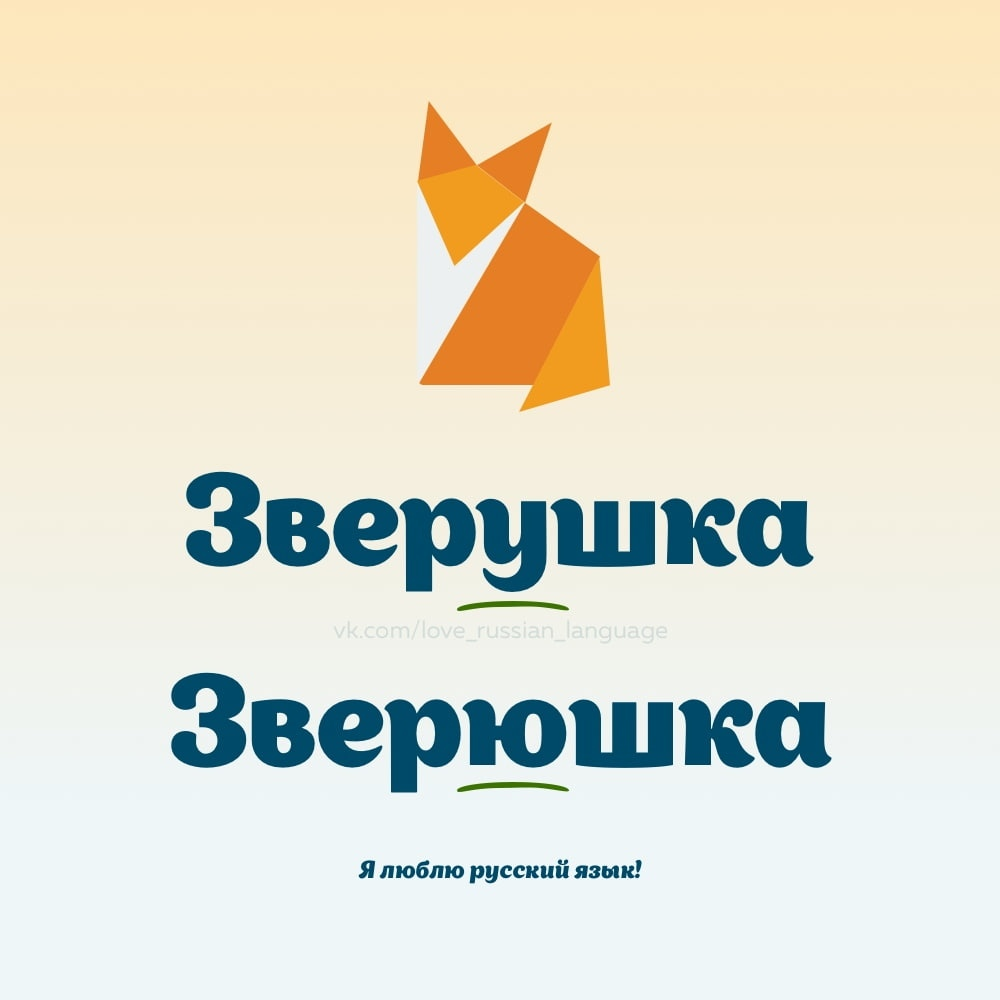 Зверушка
vk.com/love_russian_language
Зверюшка
Я люблю русский язык!